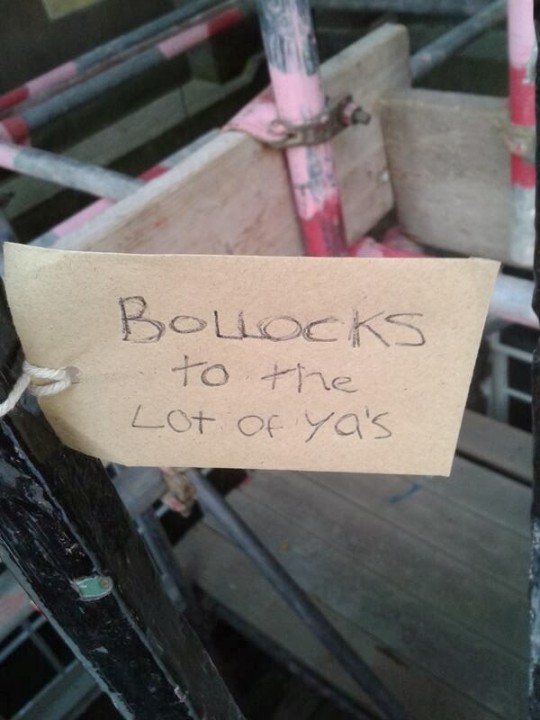 BOLLOCKS
to the
LOT OF Ya's